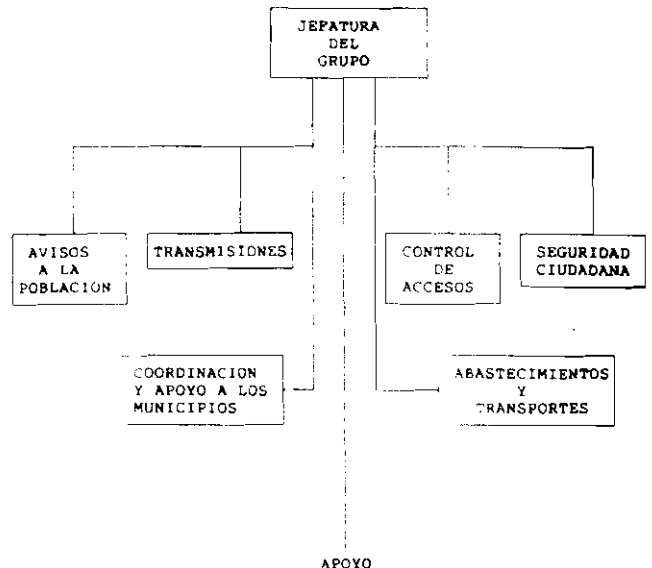 JEFATURA
DEL
GRUPO
AVISOS
A LA
POBLACION
TRANSMISIONES
CONTROL
DE
ACCESOS
SEGURIDAD
CIUDADANA
COORDINACION
Y APOYO A LOS
MUNICIPIOS
ABASTECIMIENTOS
Y
TRANSPORTES
APOYO